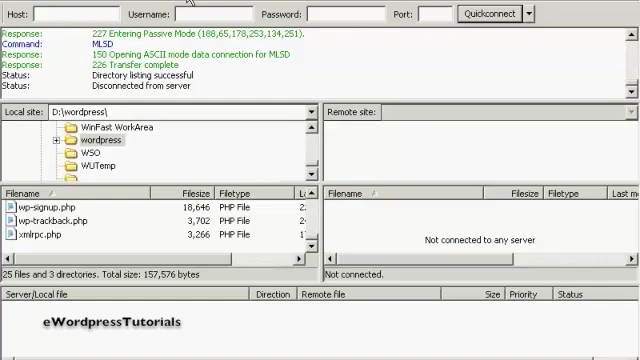 Host: Username: Password: Port: Quickconnect
Response: 227 Entering Passive Mode (188,65,178,253,134,251).
Command: MLSD
Response: 150 Opening ASCII mode data connection for MLSD
Response: 226 Transfer complete
Status: Directory listing successful
Status: Disconnected from server
Local site: D:\wordpress\ Remote site:
WinFast WorkArea
wordpress
WSO
WUTemp
Filename Filesize Filetype Filename Filesize Filetype Last mo
wp-signup.php 18,646 PHP File
wp-trackback.php 3,702 PHP File
xmlrpc.php 3,266 PHP File
Not connected to any server
25 files and 3 directories. Total size: 157,576 bytes Not connected.
Server/Local file Direction Remote file Size Priority Status
eWordpressTutorials